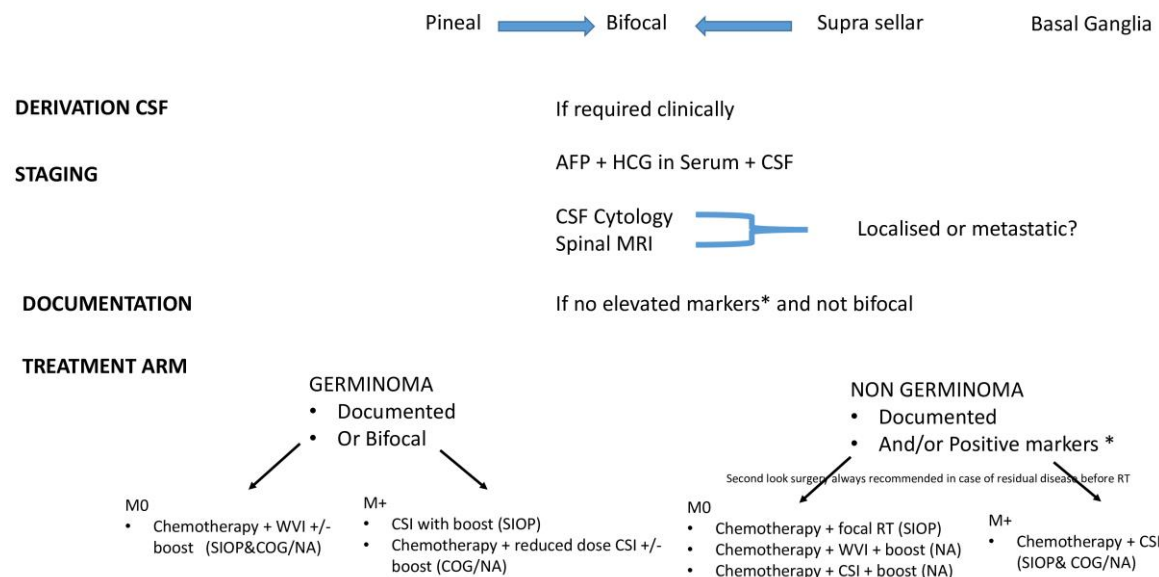 Pineal Bifocal Supra sellar Basal Ganglia
DERIVATION CSF If required clinically
STAGING
AFP + HCG in Serum + CSF
CSF Cytology
Spinal MRI
Localised or metastatic?
DOCUMENTATION If no elevated markers* and not bifocal
TREATMENT ARM
GERMINOMA
• Documented
• Or Bifocal
M0
• Chemotherapy + WVI +/-
boost (SIOP&COG/NA)
M+
• CSI with boost (SIOP)
• Chemotherapy + reduced dose CSI +/-
boost (COG/NA)
NON GERMINOMA
• Documented
• And/or Positive markers *
Second look surgery always recommended in case of residual disease before RT
M0
• Chemotherapy + focal RT (SIOP)
• Chemotherapy + WVI + boost (NA)
• Chemotherapy + CSI + boost (NA)
M+
• Chemotherapy + CSI
(SIOP& COG/NA)